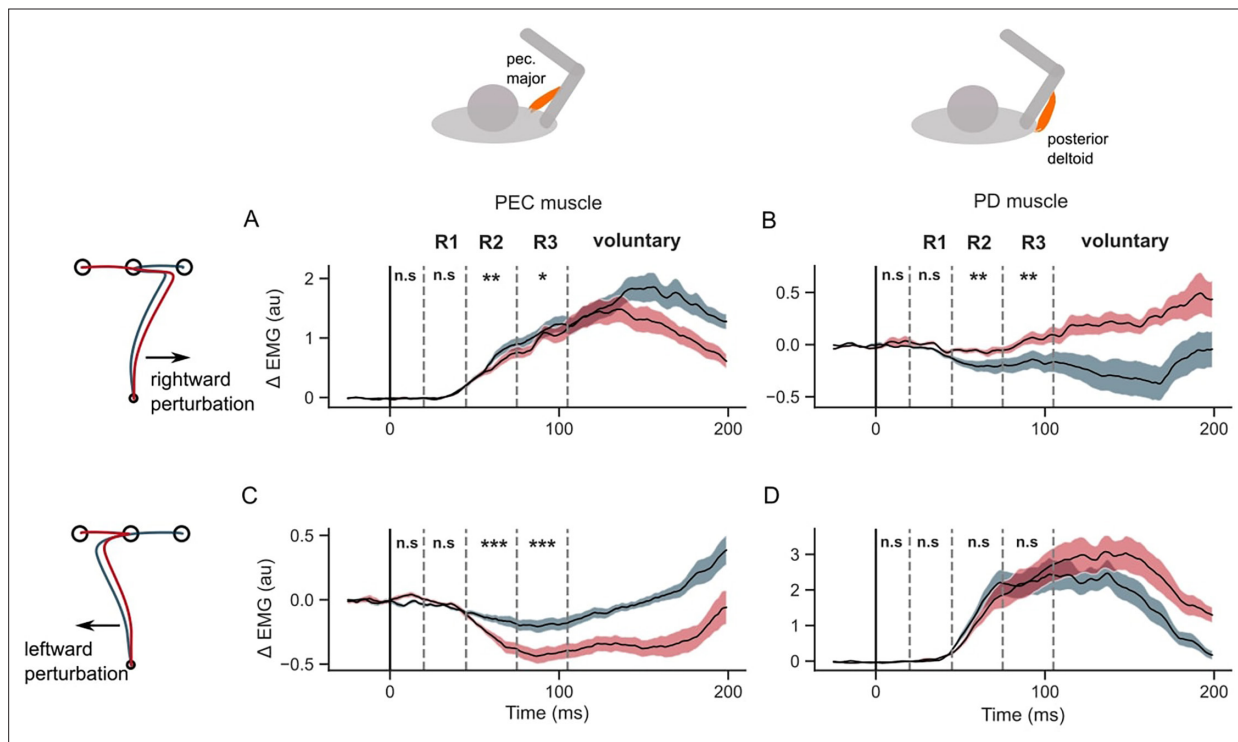 pec.
major
posterior
deltoid
A
PEC muscle
B
PD muscle
R1 R2 R3 voluntary
R1 R2 R3 voluntary
n.s n.s ** *
n.s n.s ** **
2
1
0
Δ EMG (au)
0.5
0.0
−0.5
0 100 200
0 100 200
rightward
perturbation
C
D
n.s n.s *** ***
n.s n.s n.s n.s
0.5
0.0
−0.5
Δ EMG (au)
3
2
1
0
0 100 200
Time (ms)
0 100 200
Time (ms)
leftward
perturbation